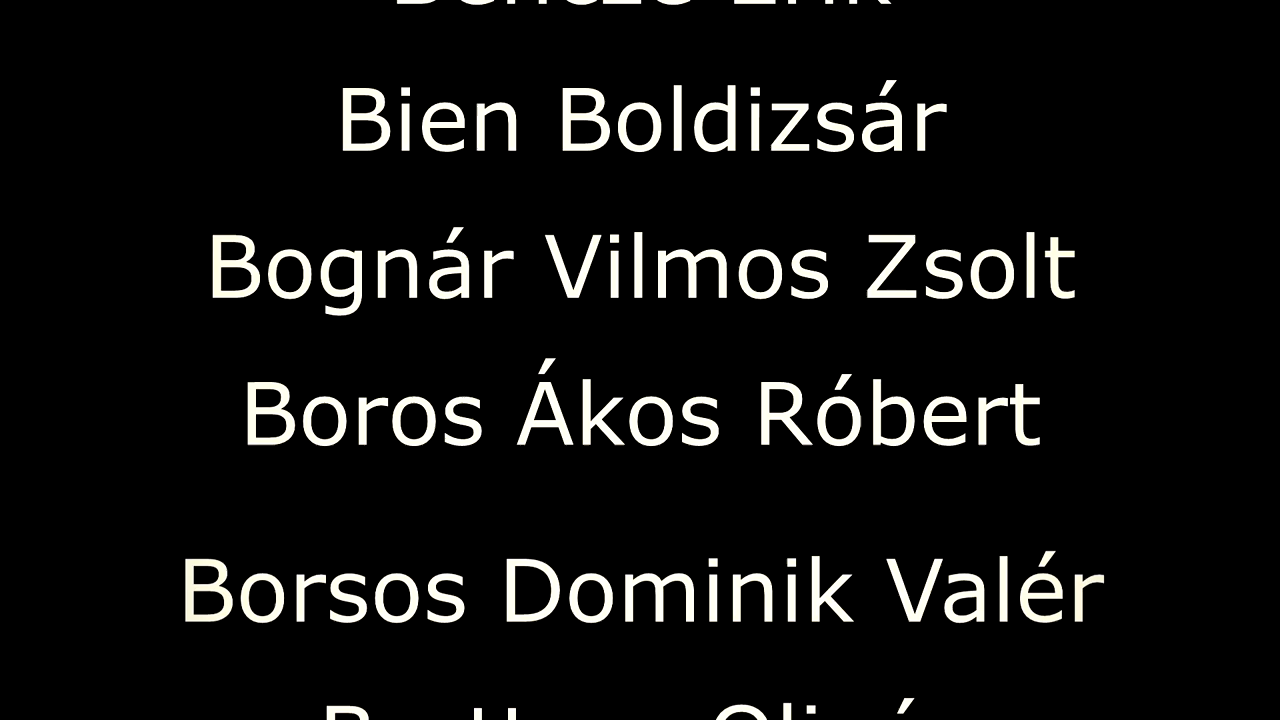 Bien Boldizsár
Bognár Vilmos Zsolt
Boros Ákos Róbert
Borsos Dominik Valér